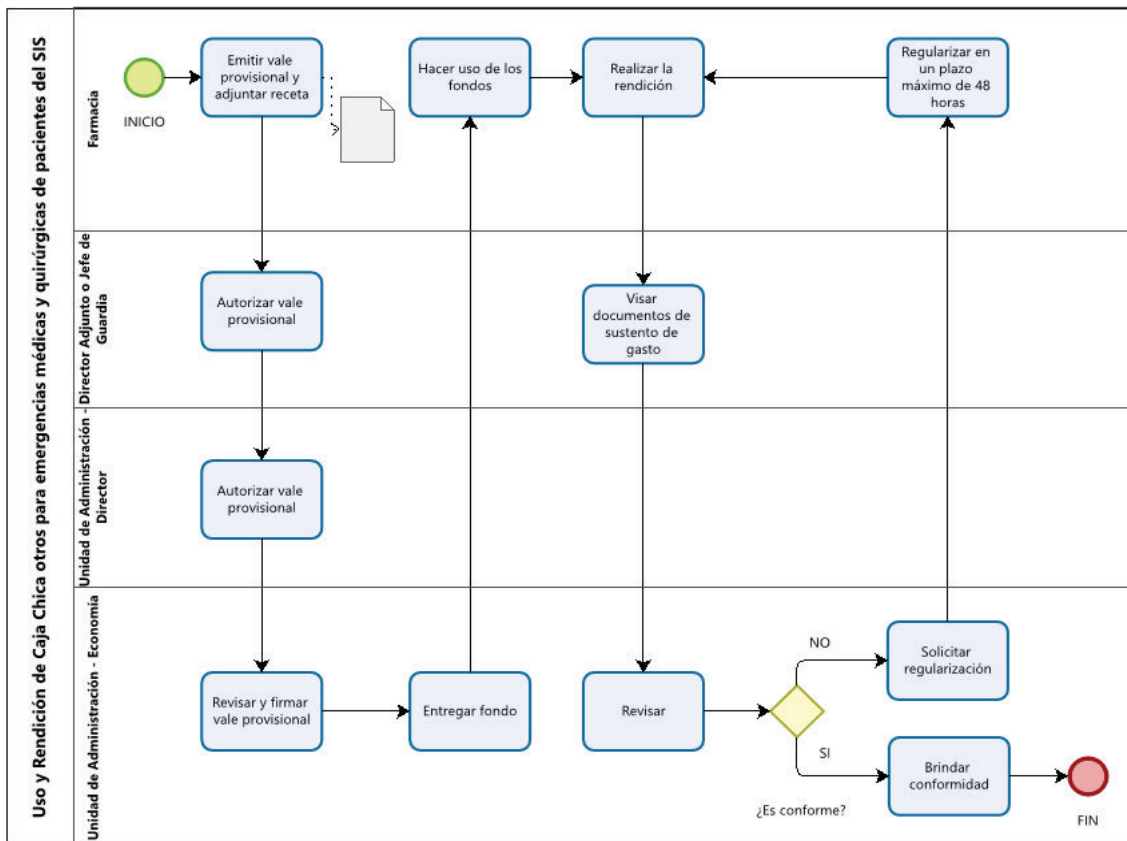 Uso y Rendición de Caja Chica otros para emergencias médicas y quirúrgicas de pacientes del SIS
Farmacia
INICIO
Emitir vale
provisional y
adjuntar receta
Hacer uso de los
fondos
Realizar la
rendición
Regularizar en
un plazo
máximo de 48
horas
Director Adjunto o Jefe de
Guardia
Autorizar vale
provisional
Visar
documentos de
sustento de
gasto
Unidad de Administración -
Director
Autorizar vale
provisional
Unidad de Administración - Economía
Revisar y firmar
vale provisional
Entregar fondo
Revisar
¿Es conforme?
NO
Solicitar
regularización
SI
Brindar
conformidad
FIN